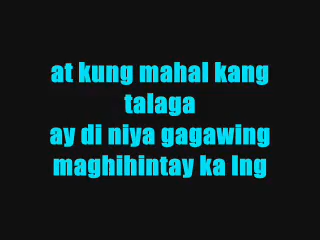 at kung mahal kang
talaga
ay di niya gagawing
maghihintay ka lng